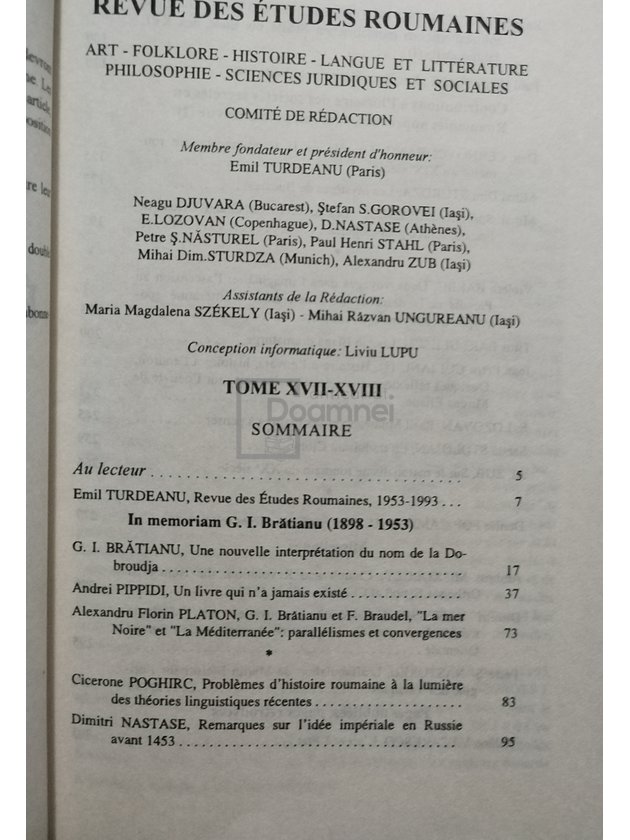 REVUE DES ÉTUDES ROUMAINES
ART - FOLKLORE - HISTOIRE - LANGUE ET LITTÉRATURE
PHILOSOPHIE - SCIENCES JURIDIQUES ET SOCIALES
COMITÉ DE RÉDACTION
Membre fondateur et président d'honneur:
Emil TURDEANU (Paris)
Neagu DJUVARA (Bucarest), Ştefan S.GOROVEI (Iaşi),
E.LOZOVAN (Copenhague), D.NASTASE (Athènes),
Petre Ş.NĂSTUREL (Paris), Paul Henri STAHL (Paris),
Mihai Dim.STURDZA (Munich), Alexandru ZUB (Iaşi)
Assistants de la Rédaction:
Maria Magdalena SZÉKELY (Iaşi) - Mihai Răzvan UNGUREANU (Iaşi)
Conception informatique: Liviu LUPU
TOME XVII-XVIII
Doamnei
SOMMAIRE
Au lecteur . . . . . . . . . . . . . . . . . . . . . . . . . . . . . . . . . . 5
Emil TURDEANU, Revue des Études Roumaines, 1953-1993 . . . 7
In memoriam G. I. Brătianu (1898 - 1953)
G. I. BRĂTIANU, Une nouvelle interprétation du nom de la Do-
broudja . . . . . . . . . . . . . . . . . . . . . . . . . . . . . . . . . . 17
Andrei PIPPIDI, Un livre qui n'a jamais existé . . . . . . . . . . . . . 37
Alexandru Florin PLATON, G. I. Brătianu et F. Braudel, "La mer
Noire" et "La Méditerranée": parallélismes et convergences 73
*
Cicerone POGHIRC, Problèmes d'histoire roumaine à la lumière
des théories linguistiques récentes . . . . . . . . . . . . . . . . . 83
Dimitri NASTASE, Remarques sur l'idée impériale en Russie
avant 1453 . . . . . . . . . . . . . . . . . . . . . . . . . . . . . . . . 95